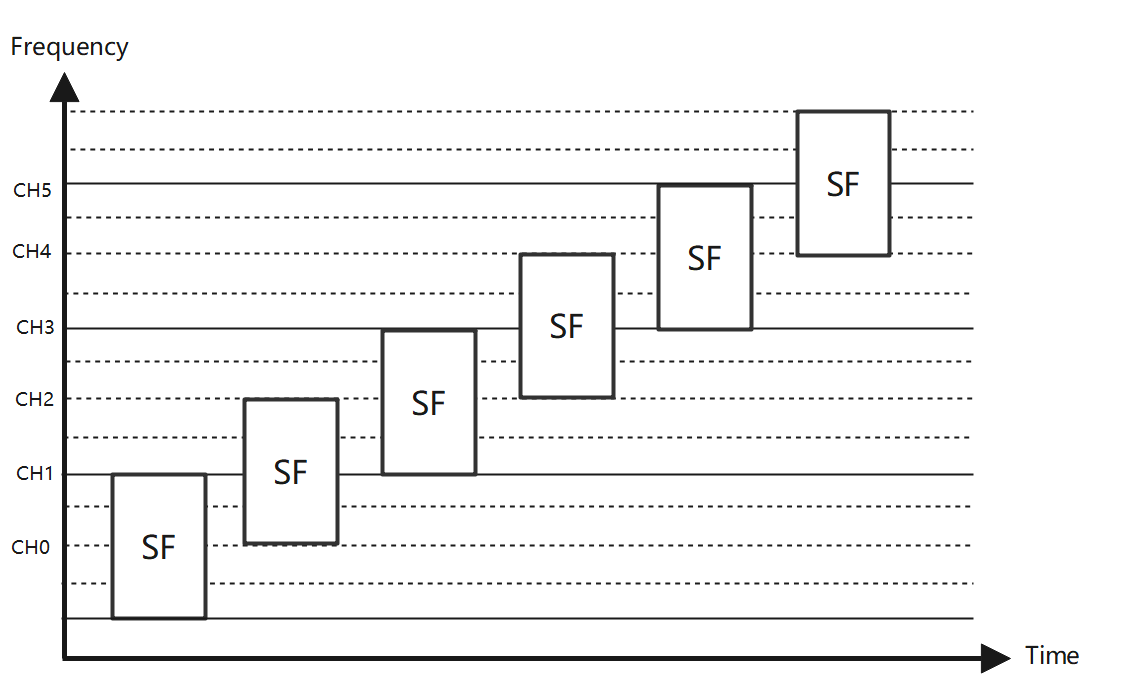 Frequency
SF
CH5
SF
CH4
SF
CH3
SF
CH2
SF
CH1
SF
CH0
Time